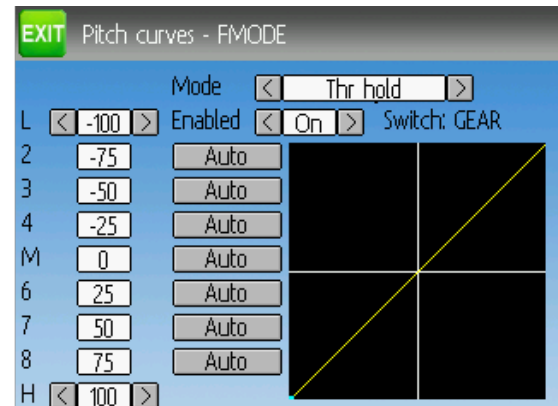 EXIT Pitch curves - FMODE
Mode < Thr hold >
L < -100 > Enabled < On > Switch: GEAR
2 -75 Auto
3 -50 Auto
4 -25 Auto
M 0 Auto
6 25 Auto
7 50 Auto
8 75 Auto
H < 100 >